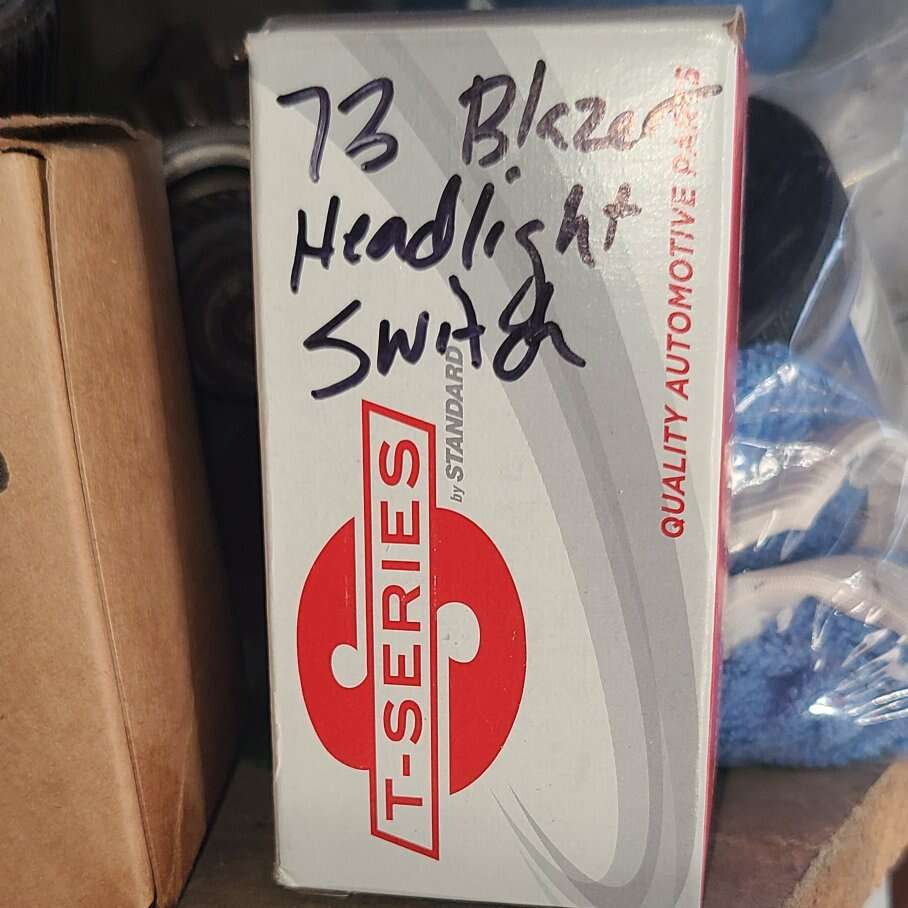 73 Blazer
Headlight
Switch
T-SERIES
by STANDARD
QUALITY AUTOMOTIVE PARTS